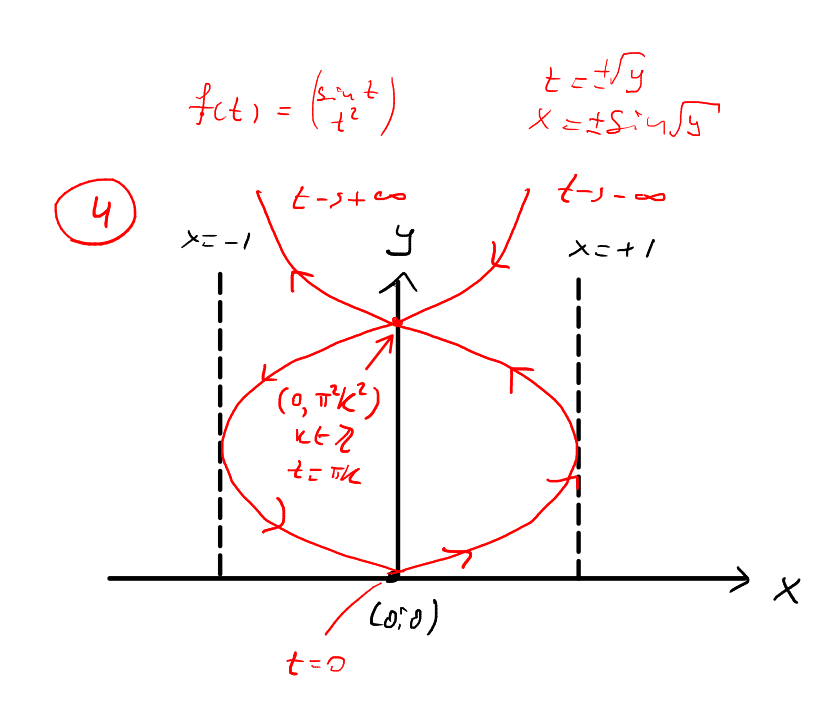 f(t) = (sin t
t²)
t = ±√y
x = ±sin√y
4
t→+∞
t→-∞
x=-1
y
x=+1
(0, π²k²)
k∈ℤ
t=πk
x
(0;0)
t=0